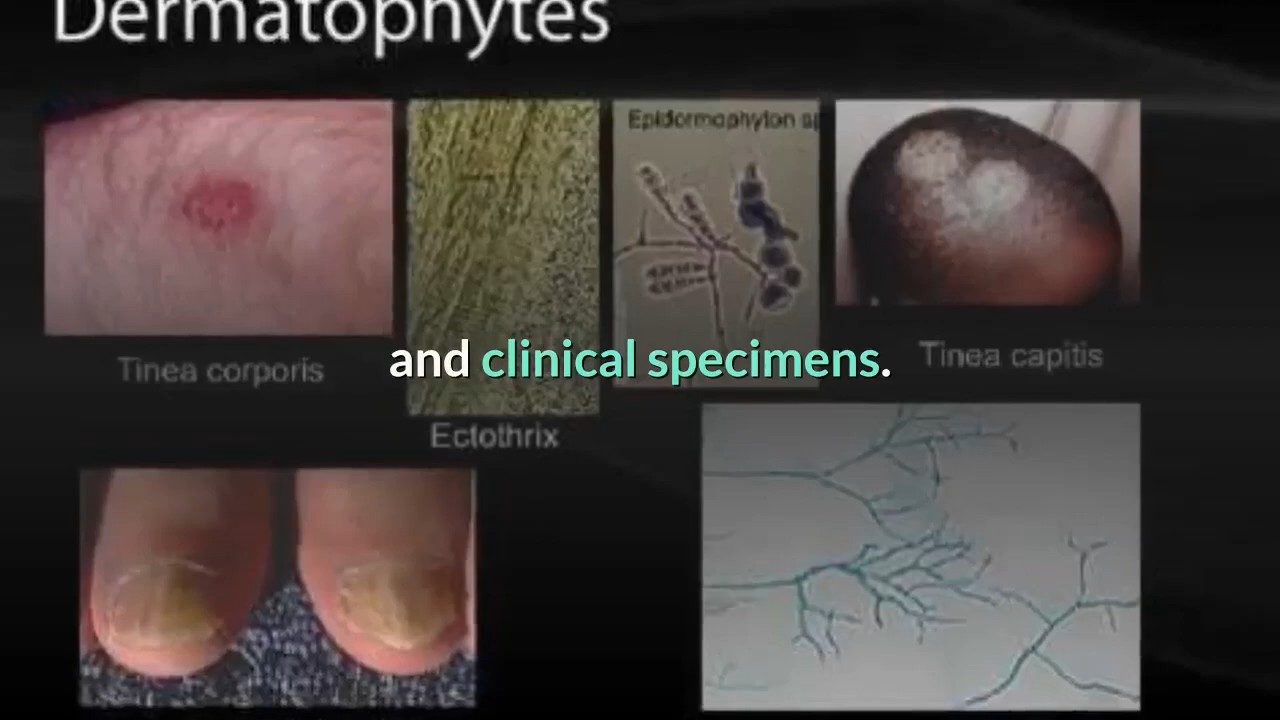 Dermatophytes
Epidermophyton sp
Tinea corporis
and clinical specimens.
Tinea capitis
Ectothrix